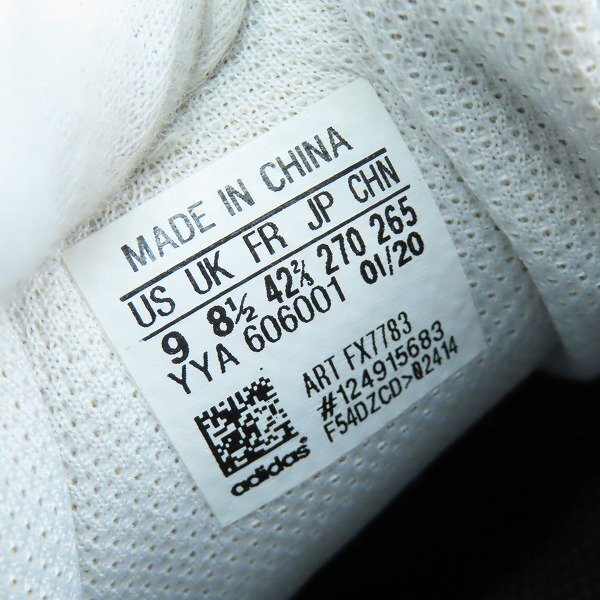 MADE IN CHINA
US UK FR JP CHN
9 8½ 42⅔ 270 265
YYA 606001 01/20
ART FX7783
#124915683
F54DZCD>02414
adidas